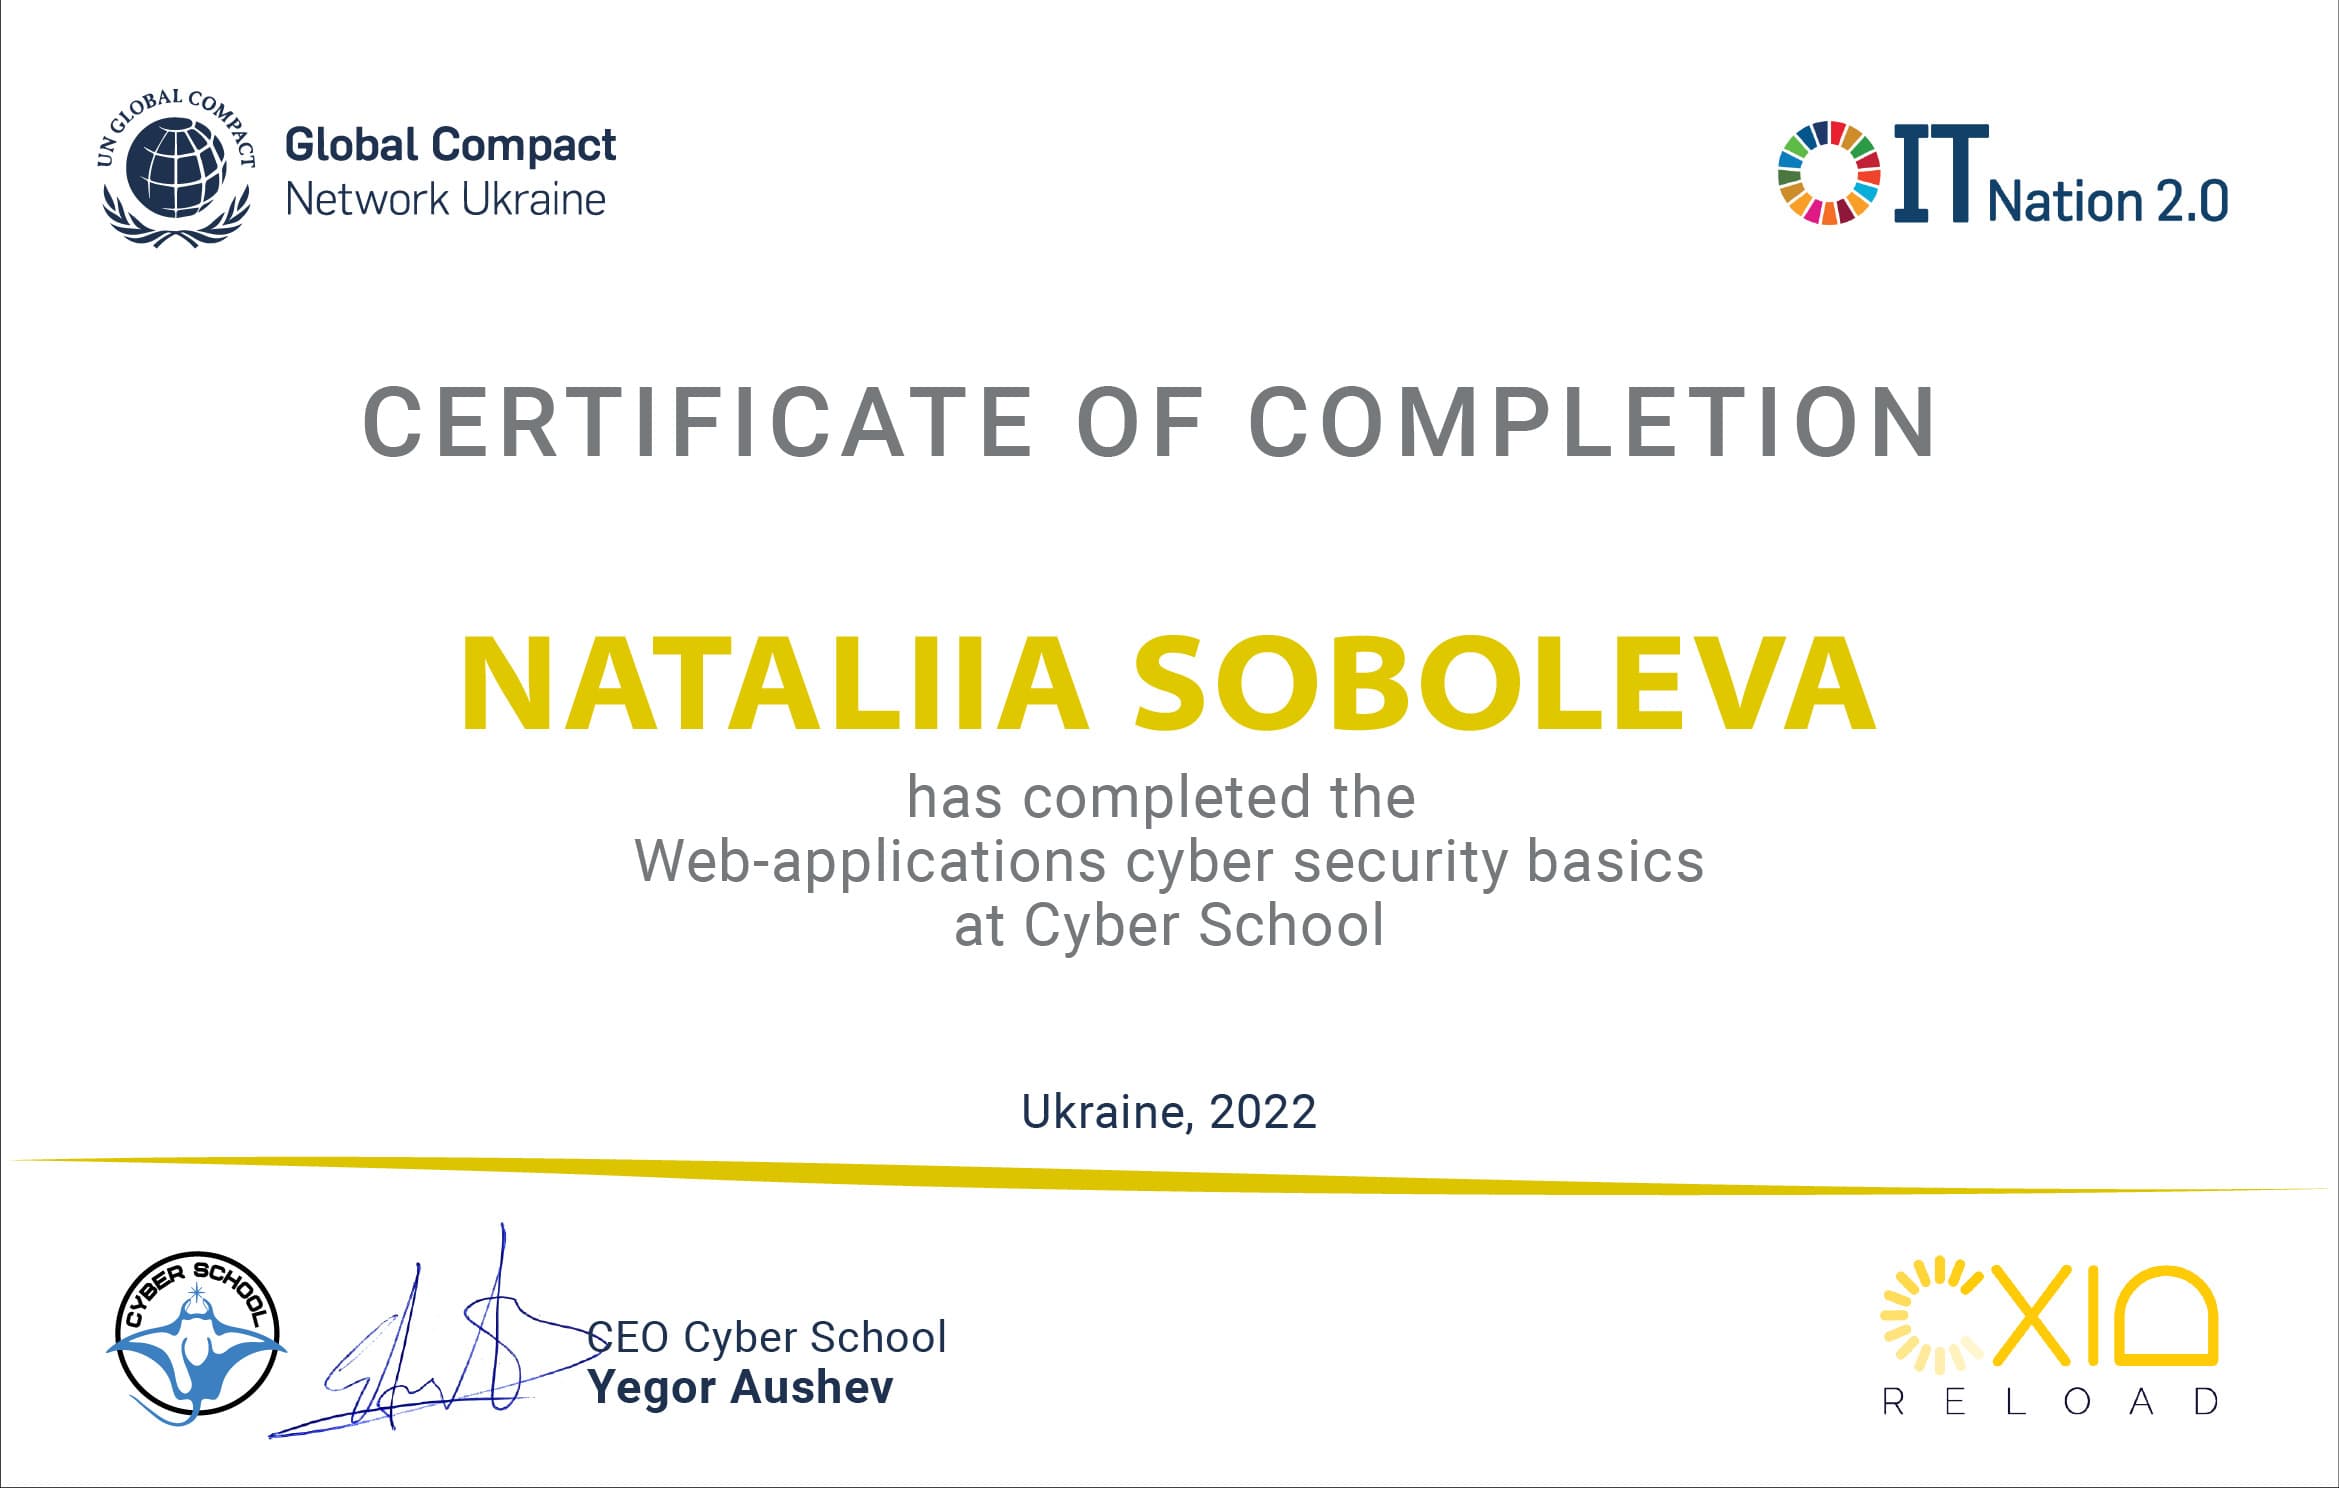 UN GLOBAL COMPACT
Global Compact
Network Ukraine
IT Nation 2.0
CERTIFICATE OF COMPLETION
NATALIIA SOBOLEVA
has completed the
Web-applications cyber security basics
at Cyber School
Ukraine, 2022
CYBER SCHOOL
CEO Cyber School
Yegor Aushev
RELOAD